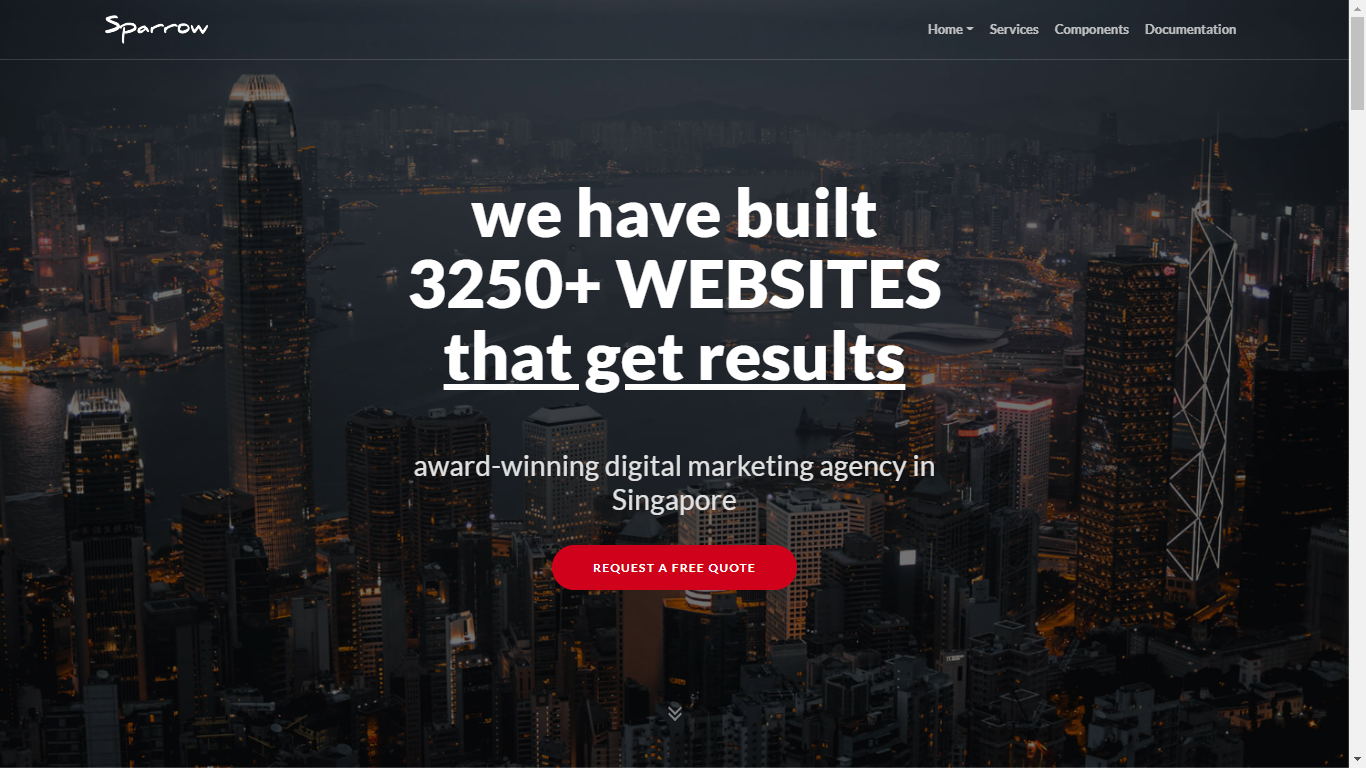 Sparrow
Home Services Components Documentation
we have built
3250+ WEBSITES
that get results
award-winning digital marketing agency in
Singapore
REQUEST A FREE QUOTE